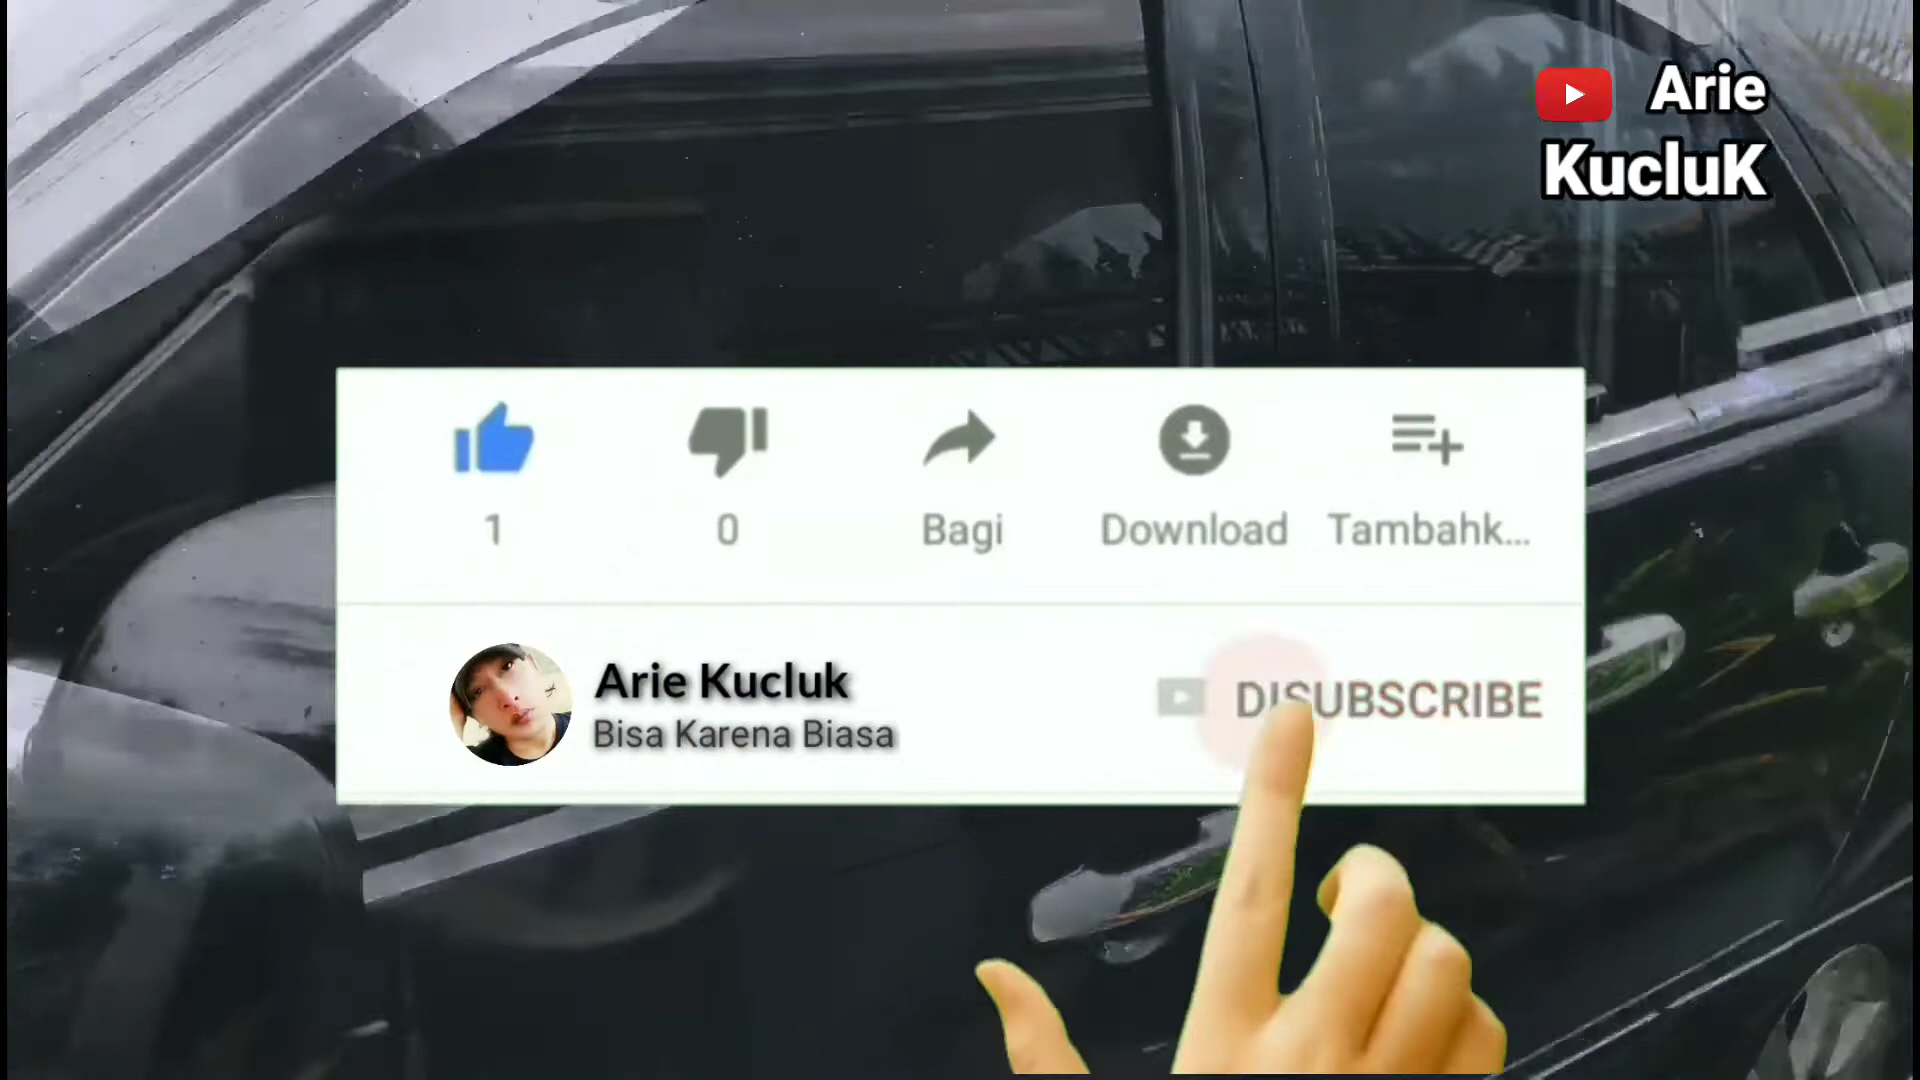 Arie
KucluK
1
0
Bagi
Download
Tambahk...
Arie Kucluk
Bisa Karena Biasa
DISUBSCRIBE